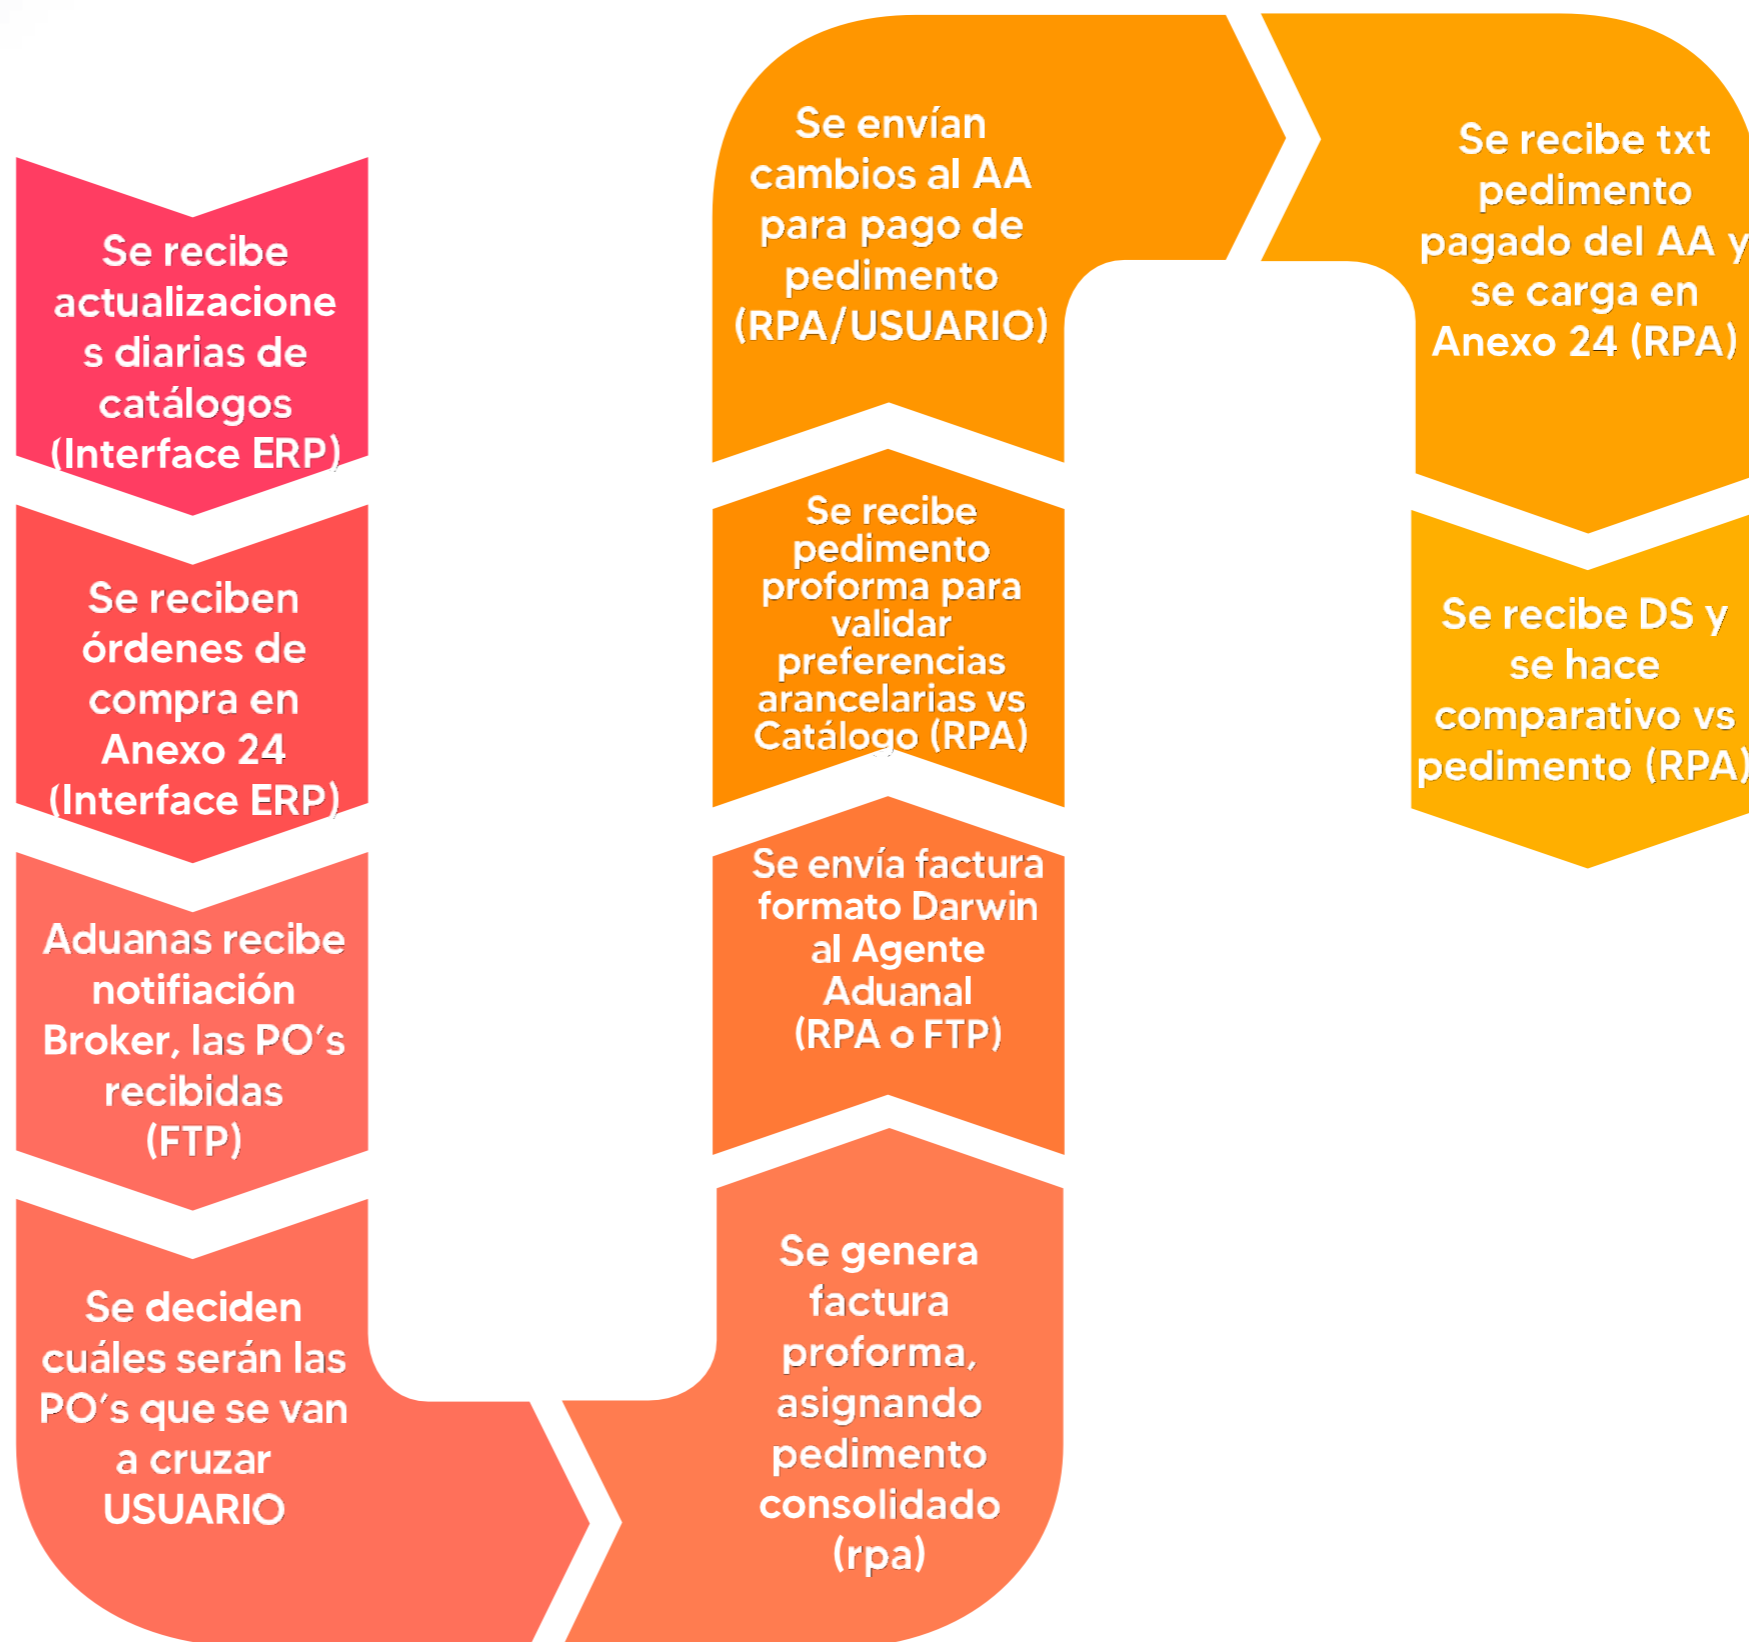 Se recibe
actualizacione
s diarias de
catálogos
(Interface ERP)
Se reciben
órdenes de
compra en
Anexo 24
(Interface ERP)
Aduanas recibe
notifiación
Broker, las PO's
recibidas
(FTP)
Se deciden
cuáles serán las
PO's que se van
a cruzar
USUARIO
Se genera
factura
proforma,
asignando
pedimento
consolidado
(rpa)
Se envía factura
formato Darwin
al Agente
Aduanal
(RPA o FTP)
Se recibe
pedimento
proforma para
validar
preferencias
arancelarias vs
Catálogo (RPA)
Se envían
cambios al AA
para pago de
pedimento
(RPA/USUARIO)
Se recibe txt
pedimento
pagado del AA y
se carga en
Anexo 24 (RPA)
Se recibe DS y
se hace
comparativo vs
pedimento (RPA)